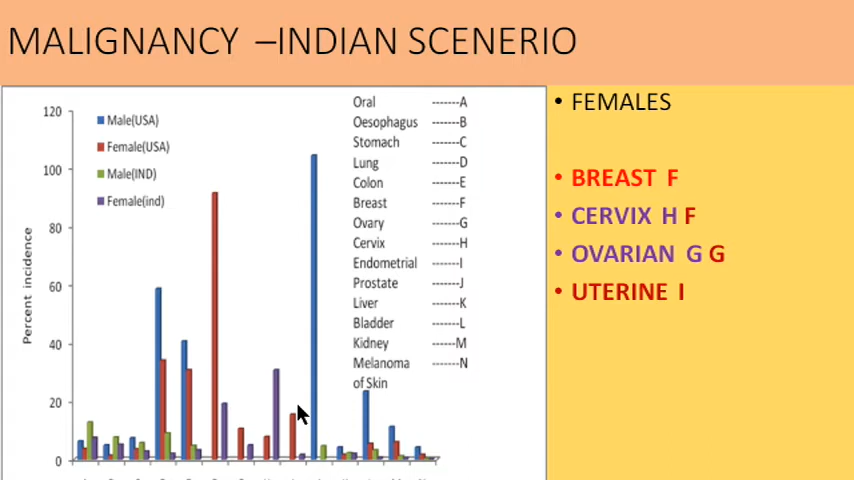 MALIGNANCY –INDIAN SCENERIO
120
100
80
60
40
20
0
Percent incidence
Male(USA)
Female(USA)
Male(IND)
Female(ind)
Oral -------A
Oesophagus -------B
Stomach -------C
Lung -------D
Colon -------E
Breast -------F
Ovary -------G
Cervix -------H
Endometrial -------I
Prostate -------J
Liver -------K
Bladder -------L
Kidney ------M
Melanoma -------N
of Skin
• FEMALES
• BREAST F
• CERVIX H F
• OVARIAN G G
• UTERINE I